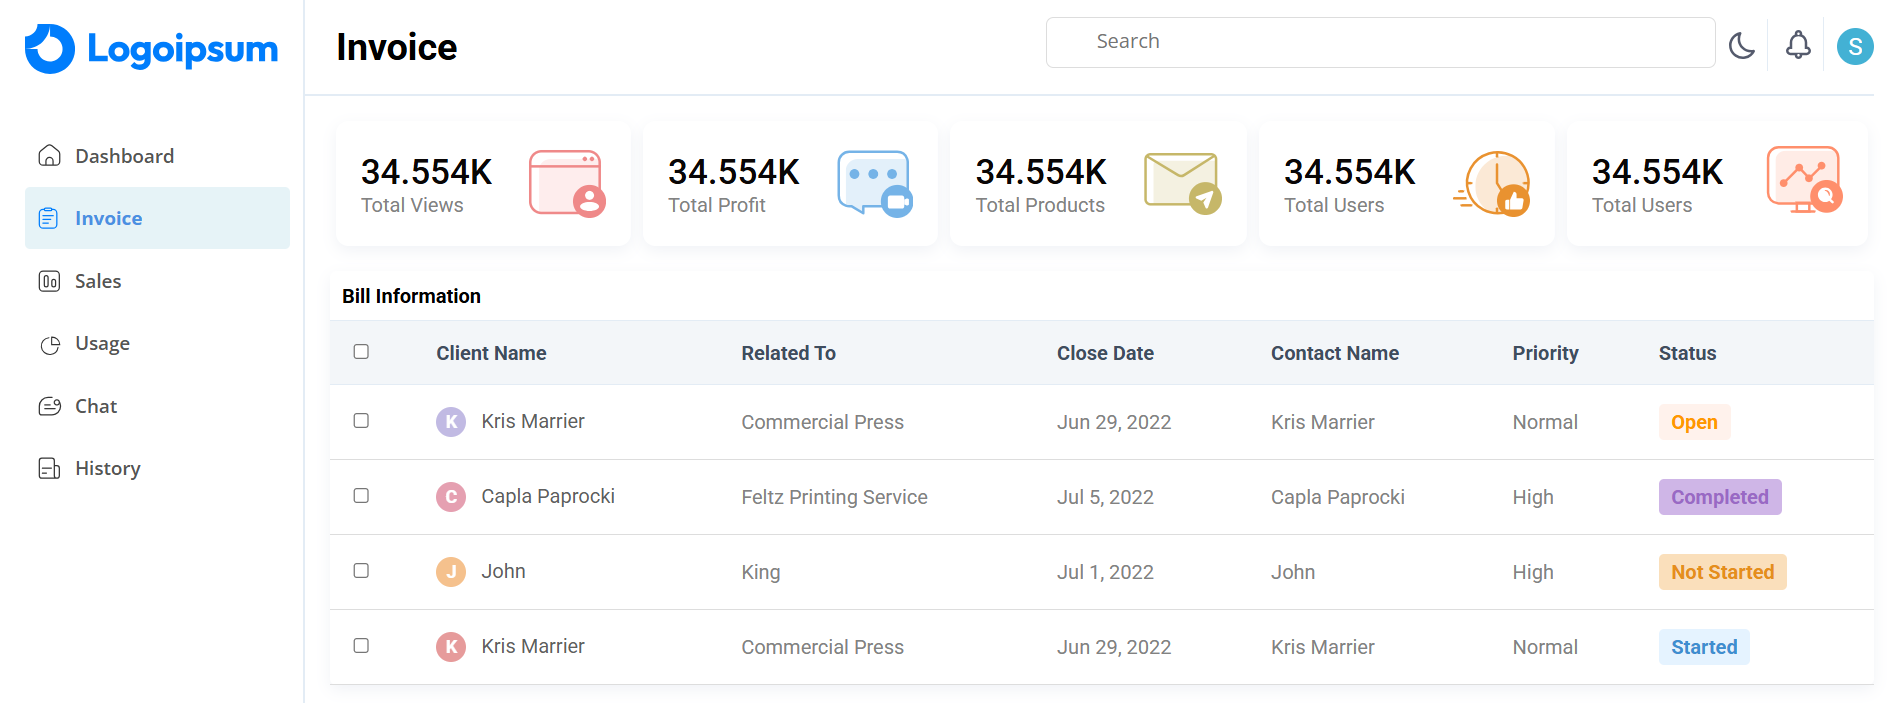 Logoipsum
Invoice
Search
S
Dashboard
Invoice
Sales
Usage
Chat
History
34.554K
Total Views
34.554K
Total Profit
34.554K
Total Products
34.554K
Total Users
34.554K
Total Users
Bill Information
Client Name Related To Close Date Contact Name Priority Status
K Kris Marrier Commercial Press Jun 29, 2022 Kris Marrier Normal Open
C Capla Paprocki Feltz Printing Service Jul 5, 2022 Capla Paprocki High Completed
J John King Jul 1, 2022 John High Not Started
K Kris Marrier Commercial Press Jun 29, 2022 Kris Marrier Normal Started